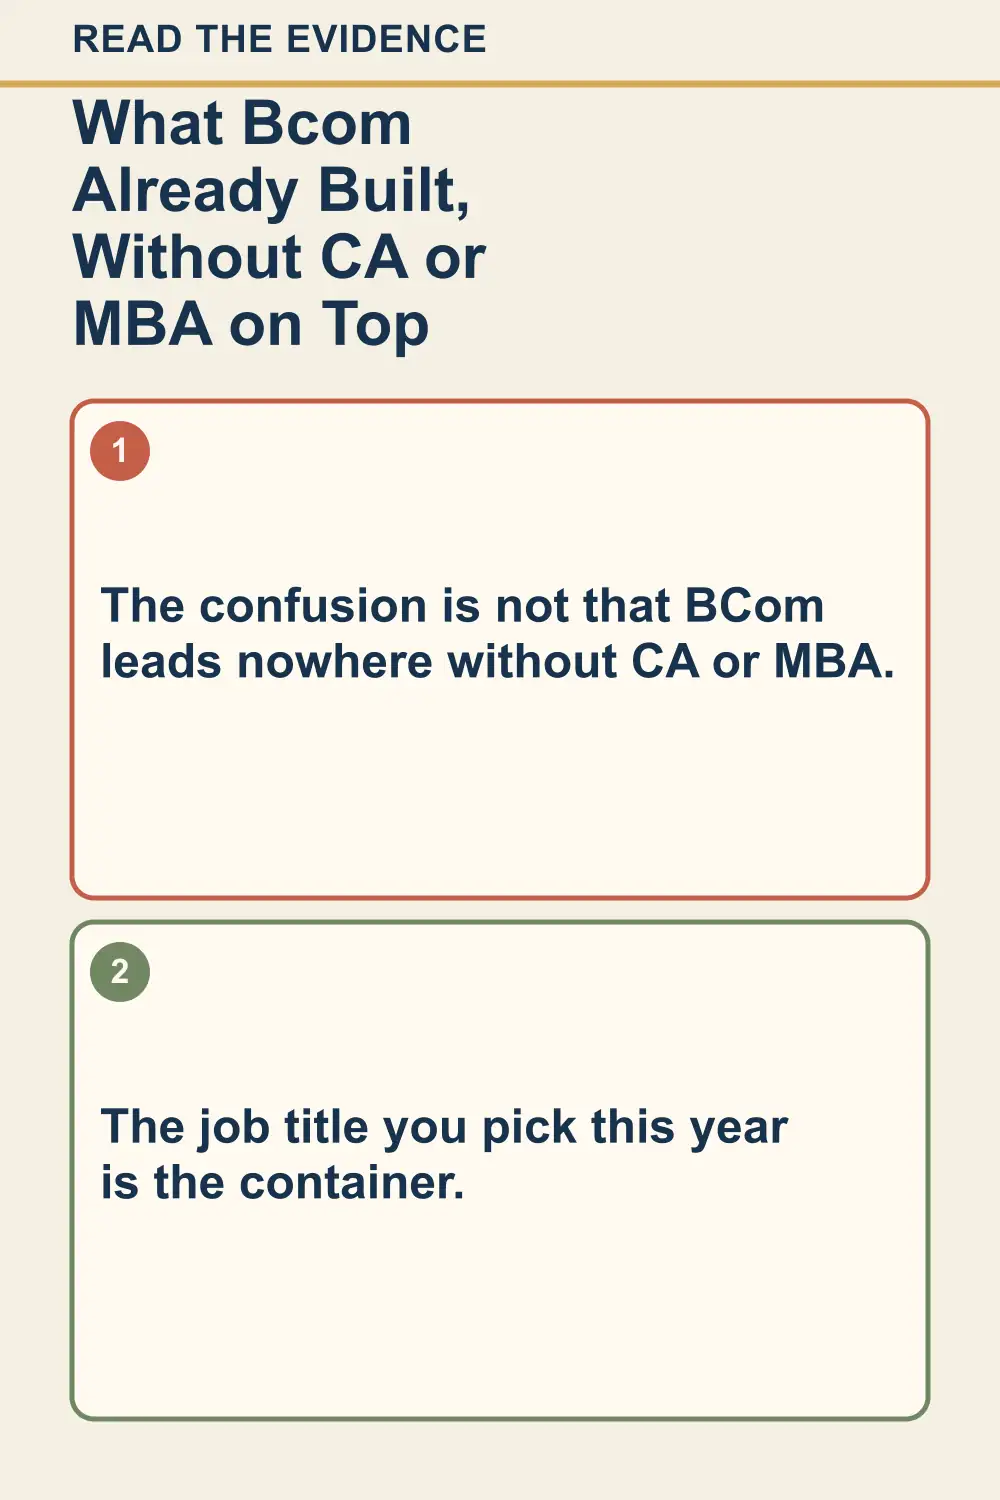 READ THE EVIDENCE
What Bcom
Already Built,
Without CA or
MBA on Top
1
The confusion is not that BCom
leads nowhere without CA or MBA.
2
The job title you pick this year
is the container.